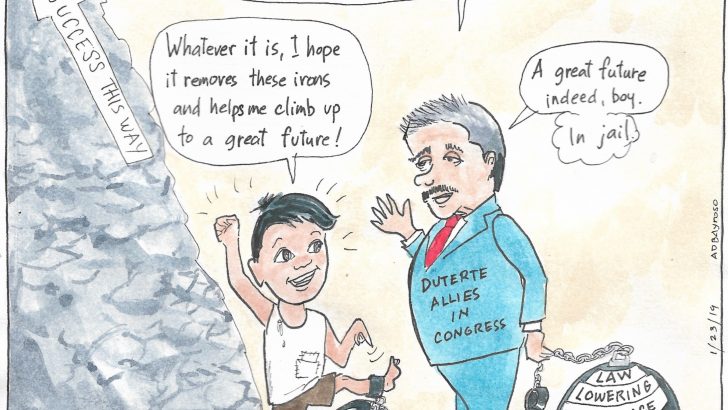 SUCCESS THIS WAY
Whatever it is, I hope
it removes these irons
and helps me climb up
to a great future!
A great future
indeed, boy.
In jail.
DUTERTE
ALLIES
IN
CONGRESS
LAW
LOWERING
ADBAyroso
1/23/19